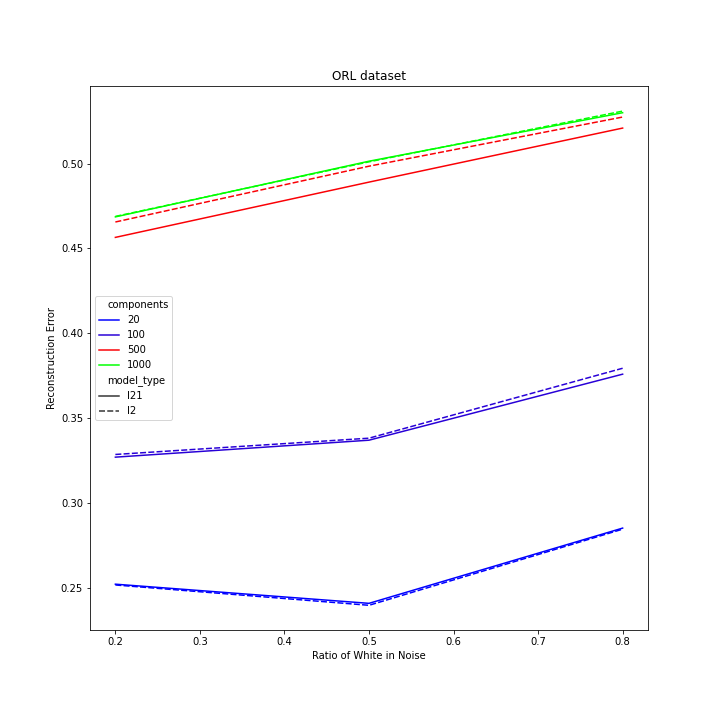 ORL dataset
Reconstruction Error
0.50
0.45
0.40
0.35
0.30
0.25
components
20
100
500
1000
model_type
l21
l2
0.2 0.3 0.4 0.5 0.6 0.7 0.8
Ratio of White in Noise